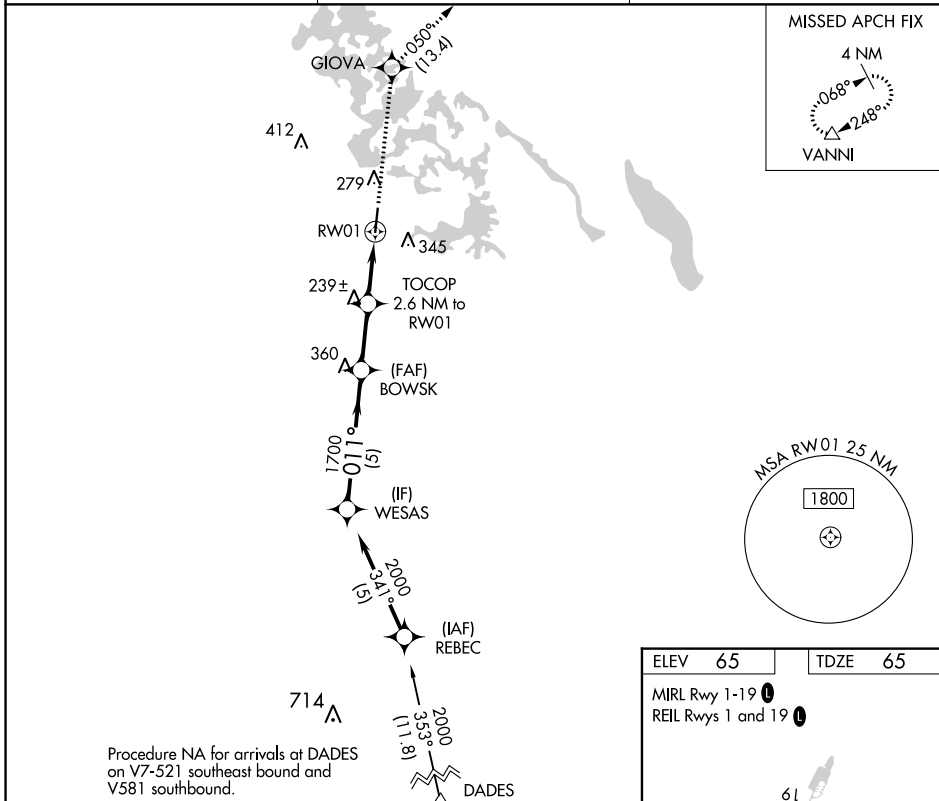 MISSED APCH FIX
4 NM
068°
248°
VANNI
050°
(13.4)
GIOVA
412
279
RW01
345
239±
TOCOP
2.6 NM to
RW01
360
(FAF)
BOWSK
1700
011°
(5)
(IF)
WESAS
2000
341°
(5)
(IAF)
REBEC
714
2000
353°
(11.8)
DADES
Procedure NA for arrivals at DADES
on V7-521 southeast bound and
V581 southbound.
MSA RW01 25 NM
1800
ELEV 65
TDZE 65
MIRL Rwy 1-19 L
REIL Rwys 1 and 19 L